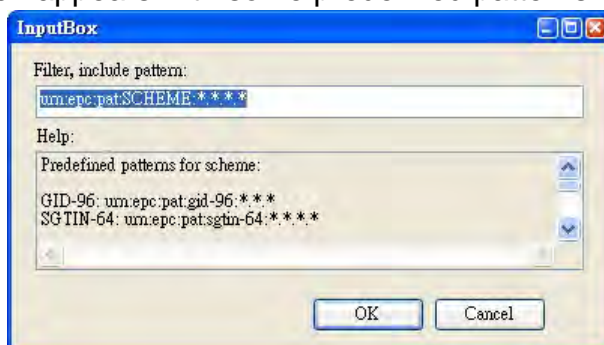 InputBox
Filter, include pattern:
urn:epc:pat:SCHEME:*.*.*.*
Help:
Predefined patterns for scheme:
GID-96: urn:epc:pat:gid-96:*.*.*
SGTIN-64: urn:epc:pat:sgtin-64:*.*.*.*
OK Cancel